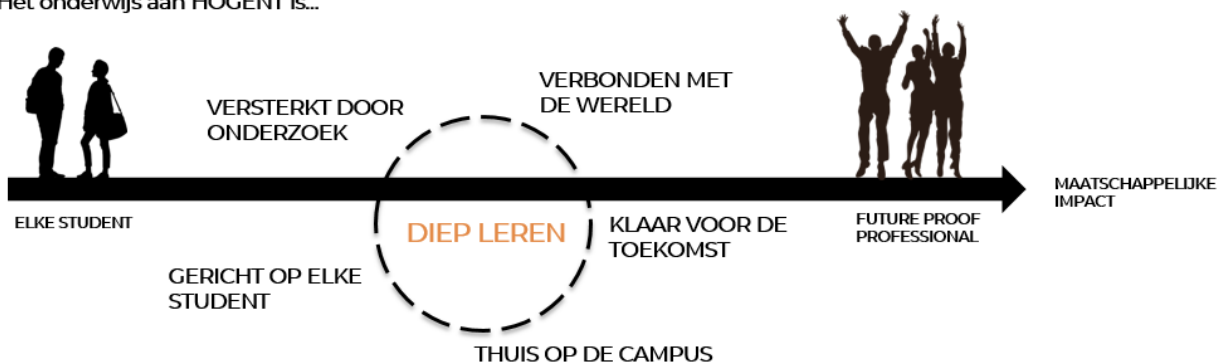 Het onderwijs aan HOGENT is...
VERSTERKT DOOR
ONDERZOEK
VERBONDEN MET
DE WERELD
ELKE STUDENT
DIEP LEREN
KLAAR VOOR DE
TOEKOMST
FUTURE PROOF
PROFESSIONAL
MAATSCHAPPELIJKE
IMPACT
GERICHT OP ELKE
STUDENT
THUIS OP DE CAMPUS